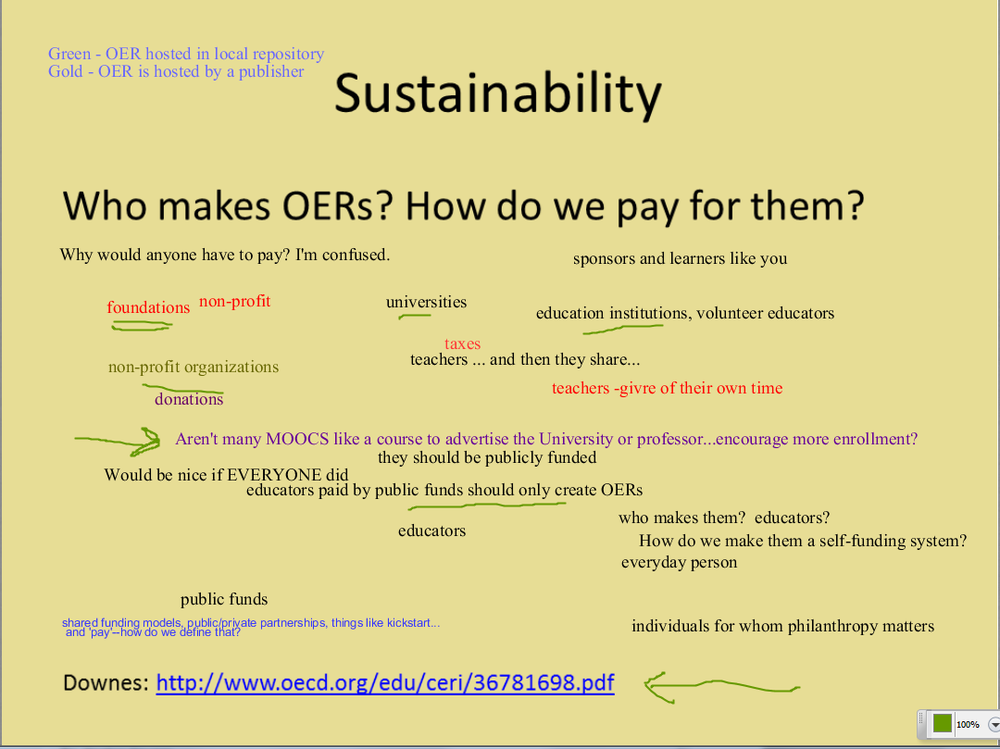 Green - OER hosted in local repository
Gold - OER is hosted by a publisher
Sustainability
Who makes OERs? How do we pay for them?
Why would anyone have to pay? I'm confused.
sponsors and learners like you
foundations
non-profit
universities
education institutions, volunteer educators
taxes
teachers ... and then they share...
non-profit organizations
teachers -givre of their own time
donations
Aren't many MOOCS like a course to advertise the University or professor...encourage more enrollment?
they should be publicly funded
Would be nice if EVERYONE did
educators paid by public funds should only create OERs
who makes them?  educators?
educators
How do we make them a self-funding system?
everyday person
public funds
shared funding models, public/private partnerships, things like kickstart...
and 'pay'--how do we define that?
individuals for whom philanthropy matters
Downes: http://www.oecd.org/edu/ceri/36781698.pdf
100%